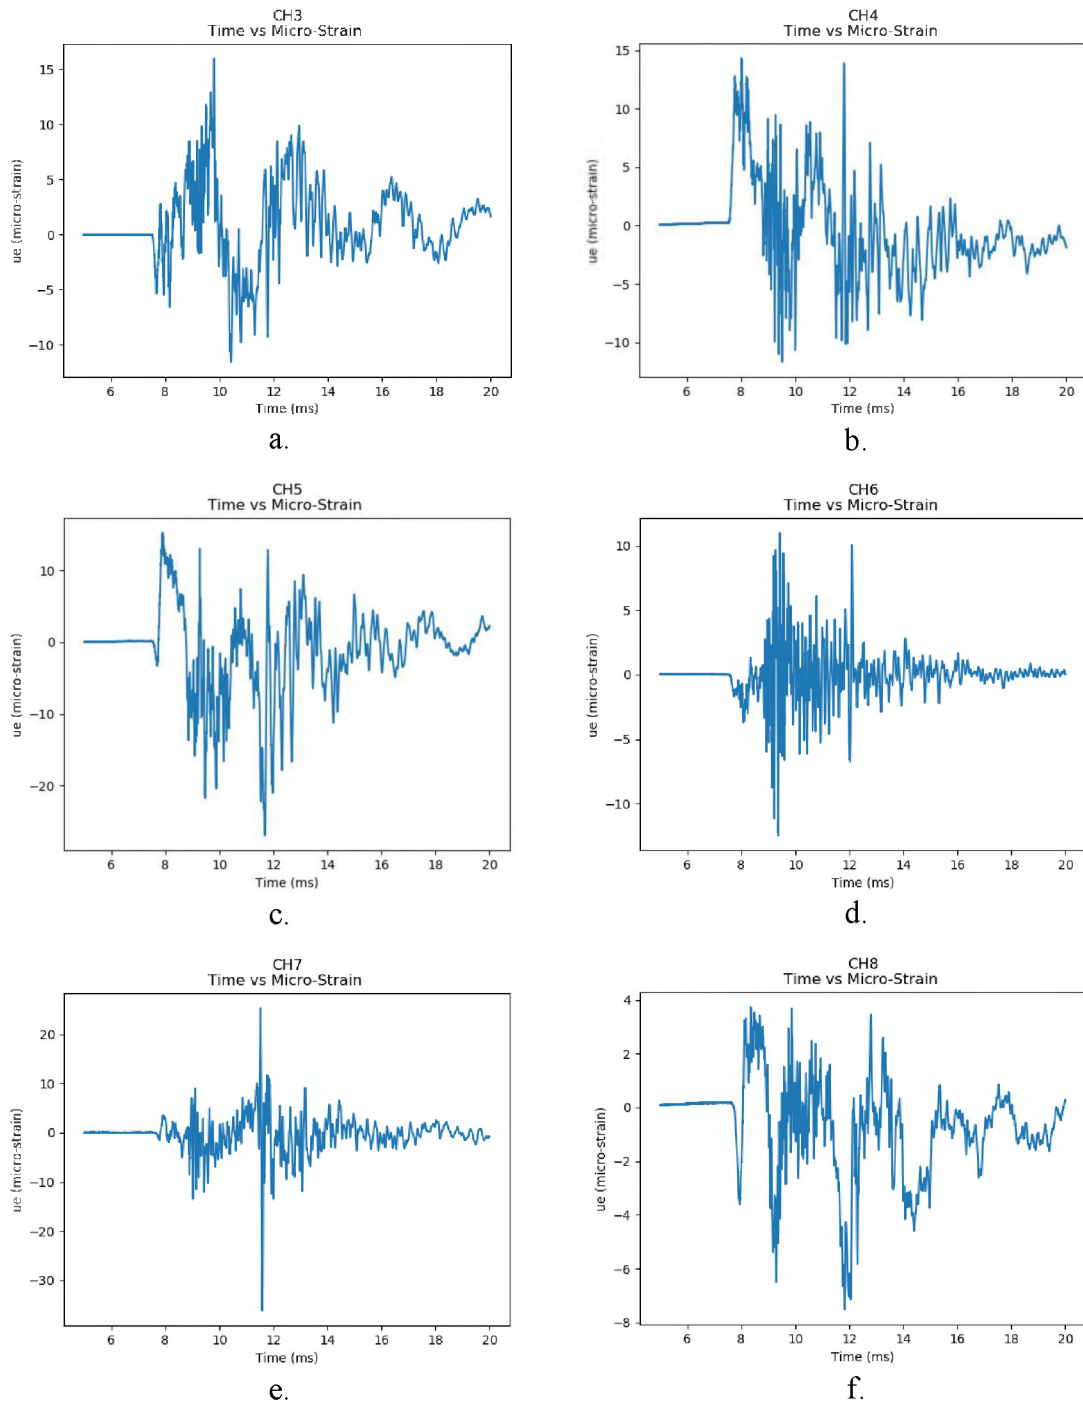 CH3
Time vs Micro-Strain
ue (micro-strain)
15
10
5
0
−5
−10
6 8 10 12 14 16 18 20
Time (ms)
a.
CH4
Time vs Micro-Strain
ue (micro-strain)
15
10
5
0
−5
−10
6 8 10 12 14 16 18 20
Time (ms)
b.
CH5
Time vs Micro-Strain
ue (micro-strain)
10
0
−10
−20
6 8 10 12 14 16 18 20
Time (ms)
c.
CH6
Time vs Micro-Strain
ue (micro-strain)
10
5
0
−5
−10
6 8 10 12 14 16 18 20
Time (ms)
d.
CH7
Time vs Micro-Strain
ue (micro-strain)
20
10
0
−10
−20
−30
6 8 10 12 14 16 18 20
Time (ms)
e.
CH8
Time vs Micro-Strain
ue (micro-strain)
4
2
0
−2
−4
−6
−8
6 8 10 12 14 16 18 20
Time (ms)
f.